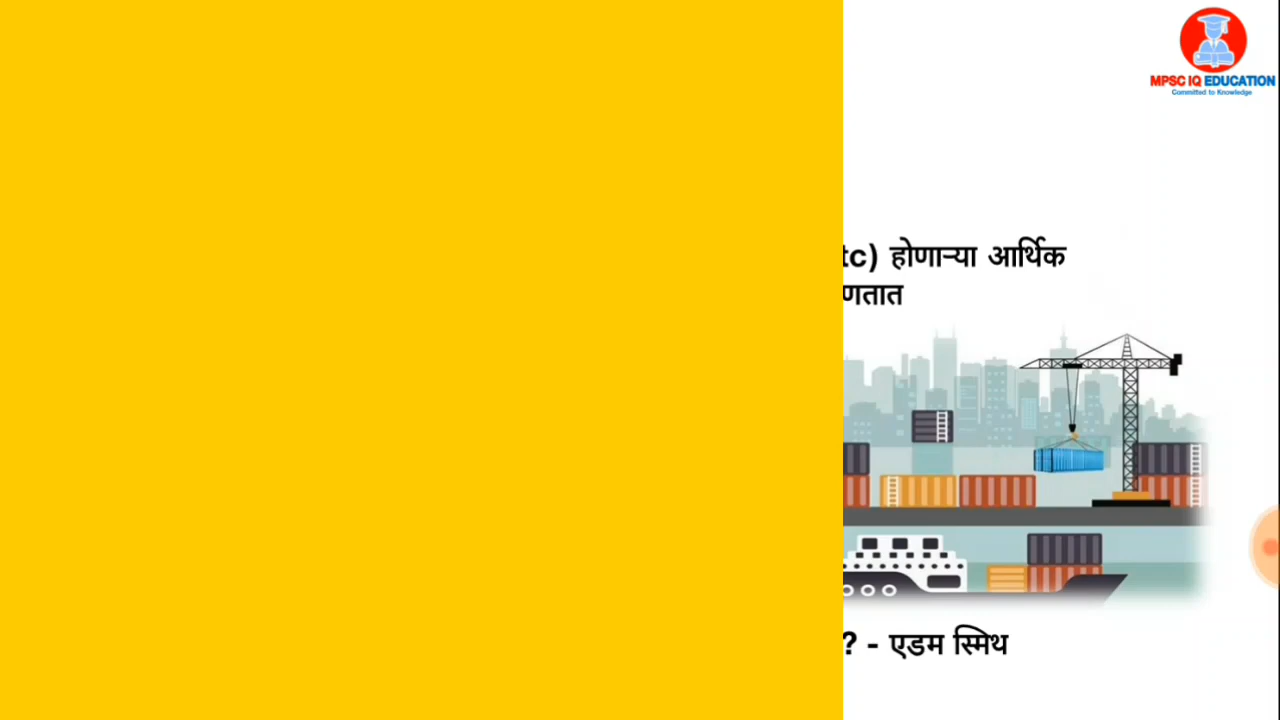 MPSC IQ EDUCATION
Committed to Knowledge
tc) होणाऱ्या आर्थिक
णतात
? - एडम स्मिथ